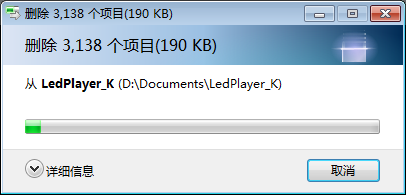 删除 3,138 个项目(190 KB)
删除 3,138 个项目(190 KB)
从 LedPlayer_K (D:\Documents\LedPlayer_K)
详细信息
取消